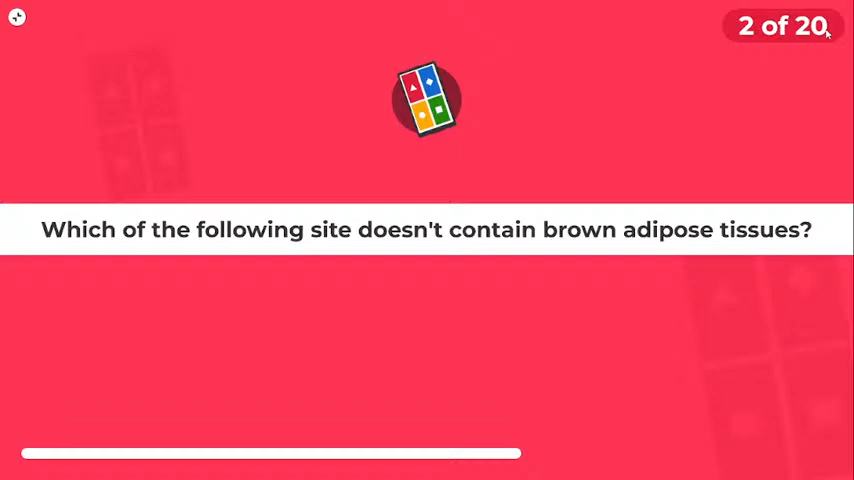 2 of 20
Which of the following site doesn't contain brown adipose tissues?